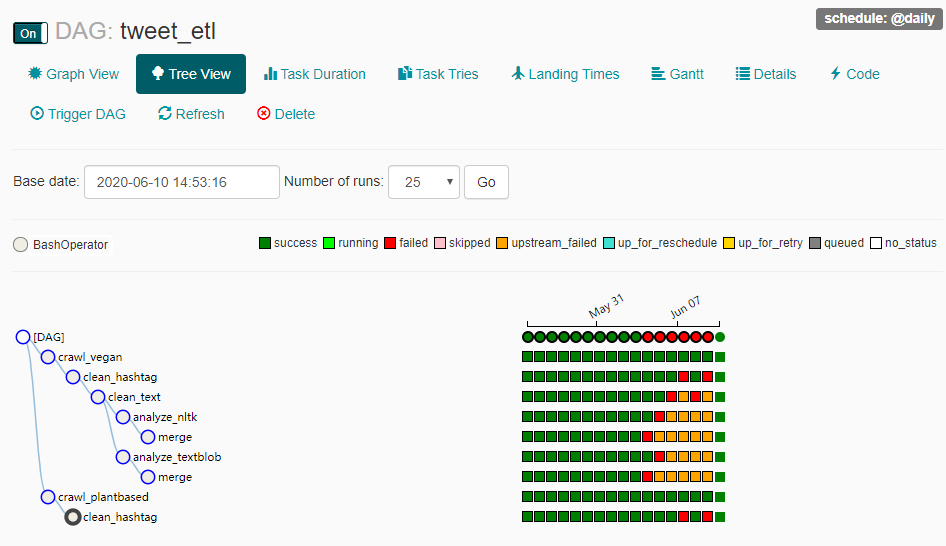 On DAG: tweet_etl schedule: @daily
Graph View Tree View Task Duration Task Tries Landing Times Gantt Details Code
Trigger DAG Refresh Delete
Base date: 2020-06-10 14:53:16 Number of runs: 25 Go
BashOperator success running failed skipped upstream_failed up_for_reschedule up_for_retry queued no_status
May 31 Jun 07
[DAG]
crawl_vegan
clean_hashtag
clean_text
analyze_nltk
merge
analyze_textblob
merge
crawl_plantbased
clean_hashtag